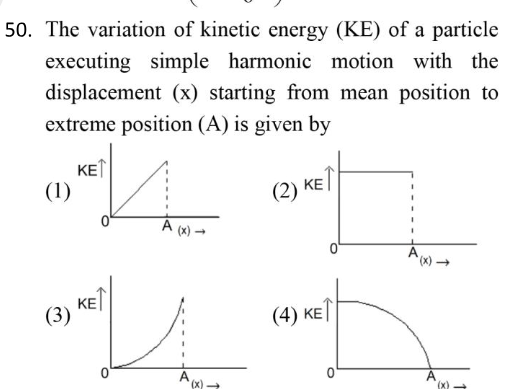 50. The variation of kinetic energy (KE) of a particle
executing simple harmonic motion with the
displacement (x) starting from mean position to
extreme position (A) is given by
(1) KE↑ 0 A (x) →
(2) KE↑ 0 A (x) →
(3) KE↑ 0 A (x) →
(4) KE↑ 0 A (x) →